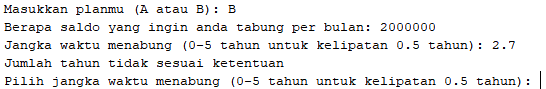 Masukkan planmu (A atau B): B
Berapa saldo yang ingin anda tabung per bulan: 2000000
Jangka waktu menabung (0-5 tahun untuk kelipatan 0.5 tahun): 2.7
Jumlah tahun tidak sesuai ketentuan
Pilih jangka waktu menabung (0-5 tahun untuk kelipatan 0.5 tahun):